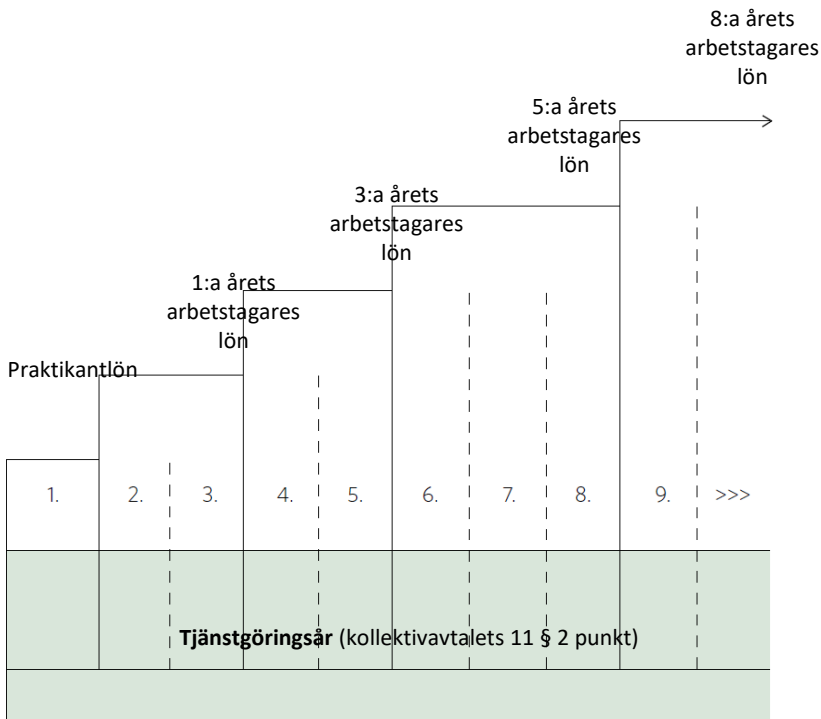 8:a årets
arbetstagares
lön
5:a årets
arbetstagares
lön
3:a årets
arbetstagares
lön
1:a årets
arbetstagares
lön
Praktikantlön
1. 2. 3. 4. 5. 6. 7. 8. 9. >>>
Tjänstgöringsår (kollektivavtalets 11 § 2 punkt)